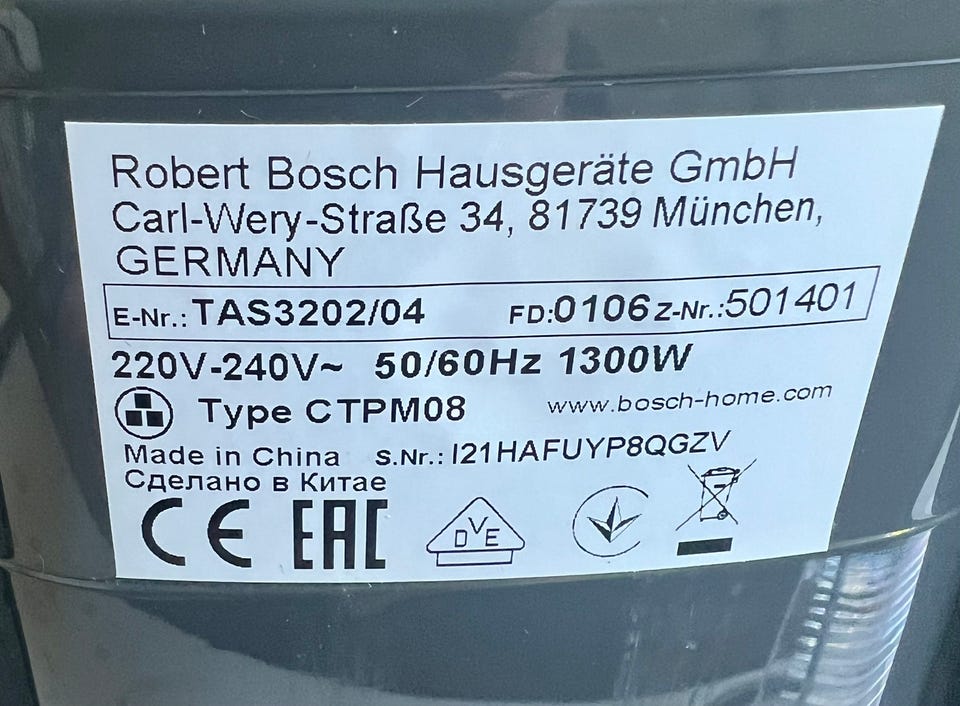 Robert Bosch Hausgeräte GmbH
Carl-Wery-Straße 34, 81739 München,
GERMANY
E-Nr.: TAS3202/04 FD:0106 Z-Nr.:501401
220V-240V~ 50/60Hz 1300W
Type CTPM08 www.bosch-home.com
Made in China S.Nr.: I21HAFUYP8QGZV
Сделано в Китае
CE EAC DVE